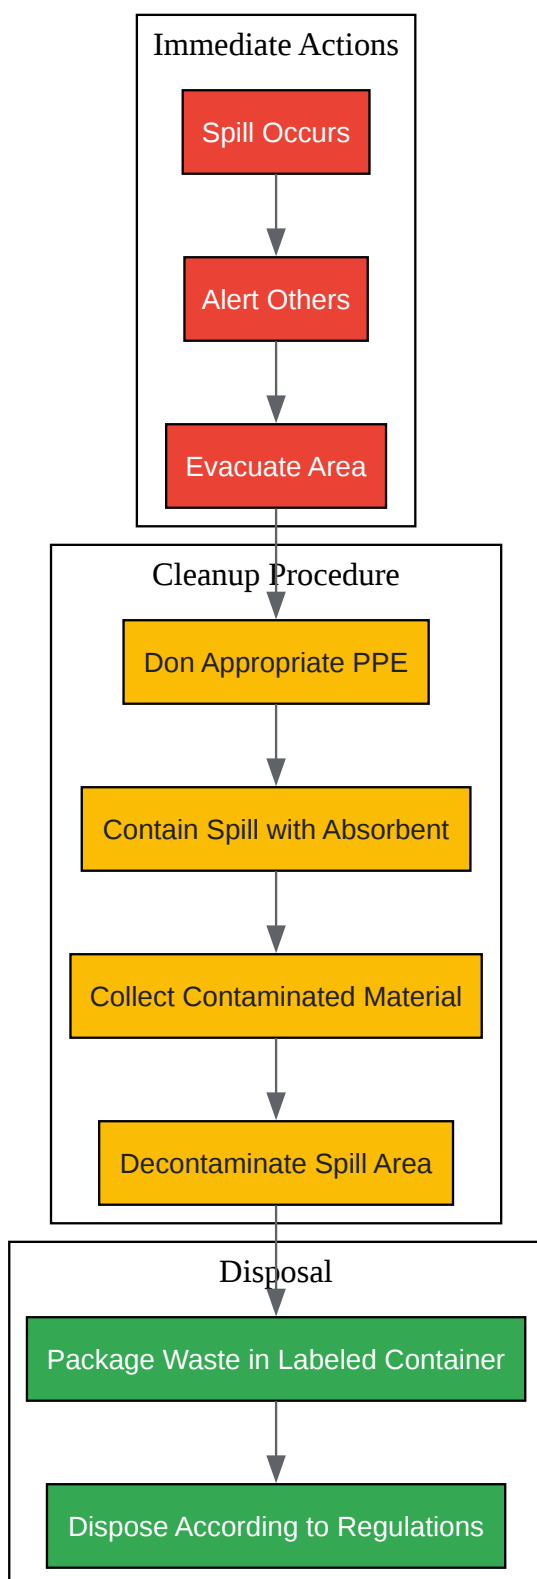 Immediate Actions
Spill Occurs
Alert Others
Evacuate Area
Cleanup Procedure
Don Appropriate PPE
Contain Spill with Absorbent
Collect Contaminated Material
Decontaminate Spill Area
Disposal
Package Waste in Labeled Container
Dispose According to Regulations